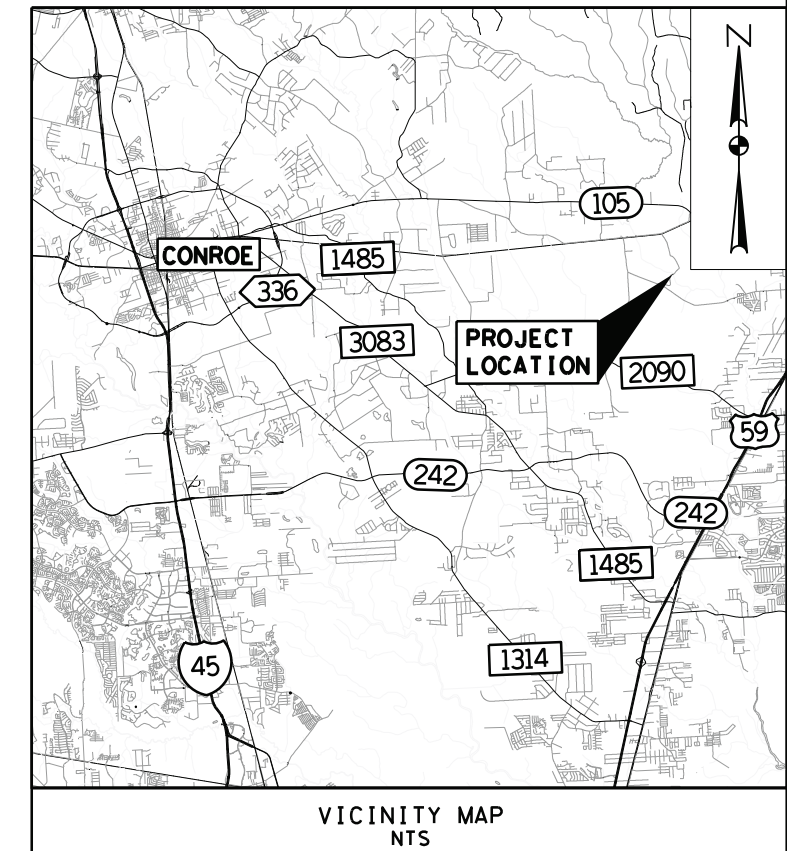 N
105
CONROE
1485
336
3083
PROJECT
LOCATION
2090
59
242
242
1485
45
1314
VICINITY MAP
NTS